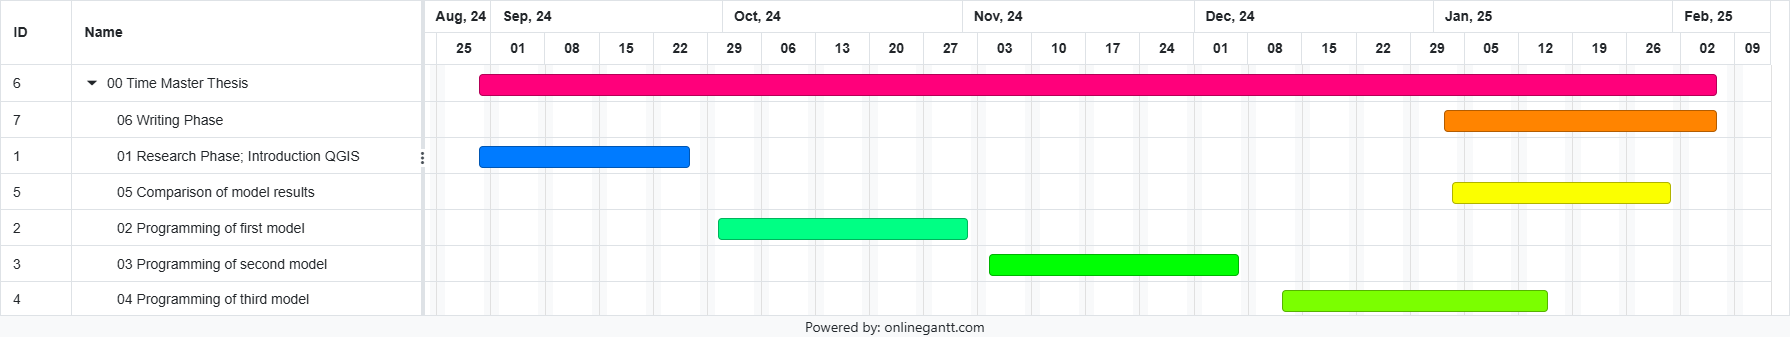 ID Name Aug, 24 Sep, 24 Oct, 24 Nov, 24 Dec, 24 Jan, 25 Feb, 25
25 01 08 15 22 29 06 13 20 27 03 10 17 24 01 08 15 22 29 05 12 19 26 02 09
6 00 Time Master Thesis
7 06 Writing Phase
1 01 Research Phase; Introduction QGIS
5 05 Comparison of model results
2 02 Programming of first model
3 03 Programming of second model
4 04 Programming of third model
Powered by: onlinegantt.com